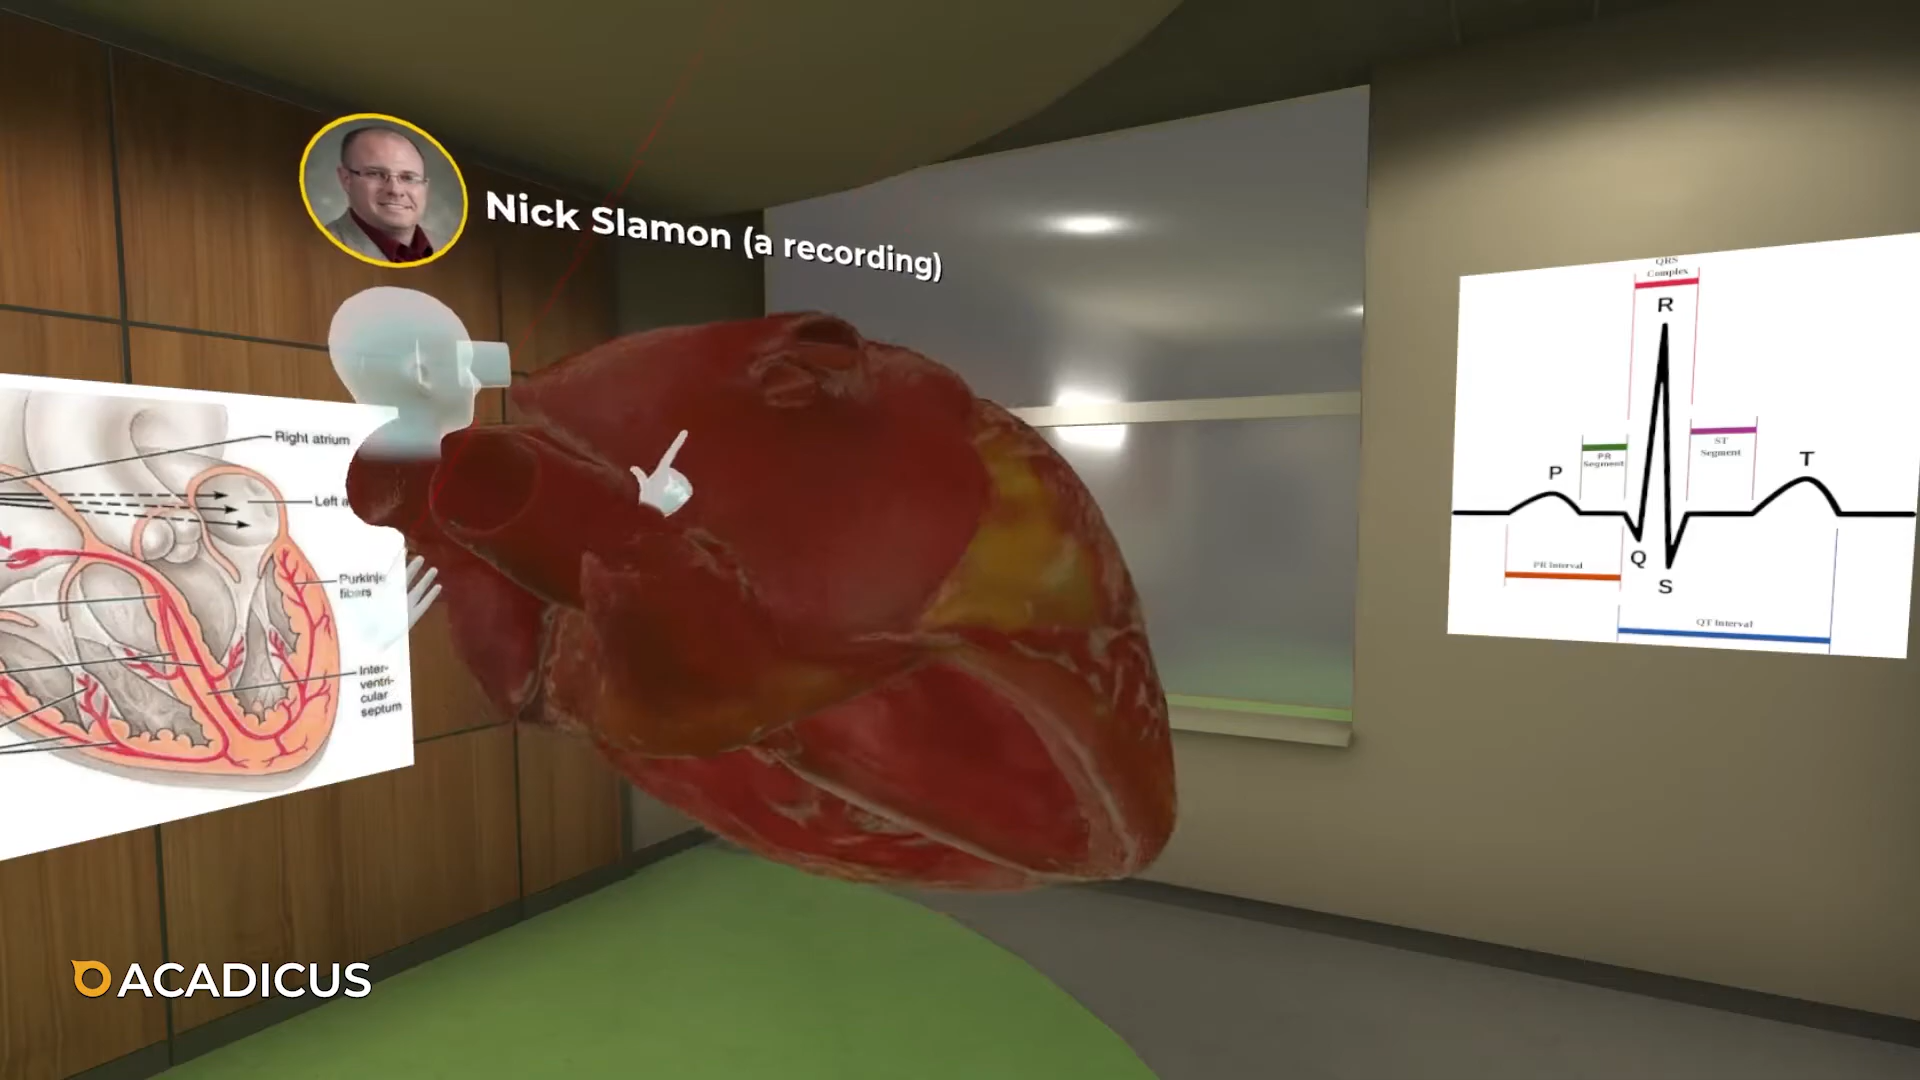 Nick Slamon (a recording)
Right atrium
Left a
Purkinje
fibers
Inter-
ventri-
cular
septum
QRS
Complex
R
P
PR
Segment
ST
Segment
T
Q
S
PR Interval
QT Interval
ACADICUS